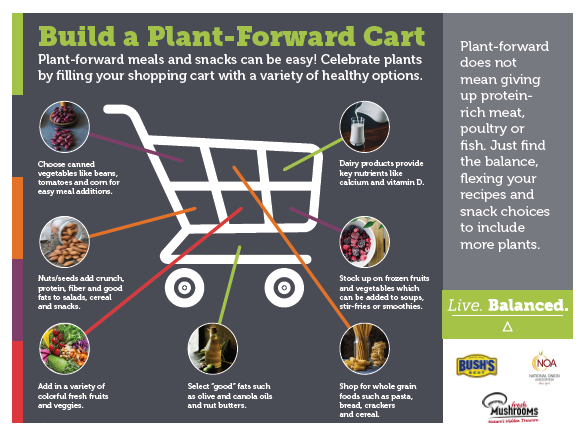 Build a Plant-Forward Cart
Plant-forward meals and snacks can be easy! Celebrate plants
by filling your shopping cart with a variety of healthy options.
Choose canned
vegetables like beans,
tomatoes and corn for
easy meal additions.
Dairy products provide
key nutrients like
calcium and vitamin D.
Nuts/seeds add crunch,
protein, fiber and good
fats to salads, cereal
and snacks.
Stock up on frozen fruits
and vegetables which
can be added to soups,
stir-fries or smoothies.
Add in a variety of
colorful fresh fruits
and veggies.
Select "good" fats such
as olive and canola oils
and nut butters.
Shop for whole grain
foods such as pasta,
bread, crackers
and cereal.
Plant-forward
does not
mean giving
up protein-
rich meat,
poultry or
fish. Just find
the balance,
flexing your
recipes and
snack choices
to include
more plants.
Live. Balanced.
BUSH'S
BEST
NOA
NATIONAL ONION
ASSOCIATION
fresh
Mushrooms
Nature's Hidden Treasure